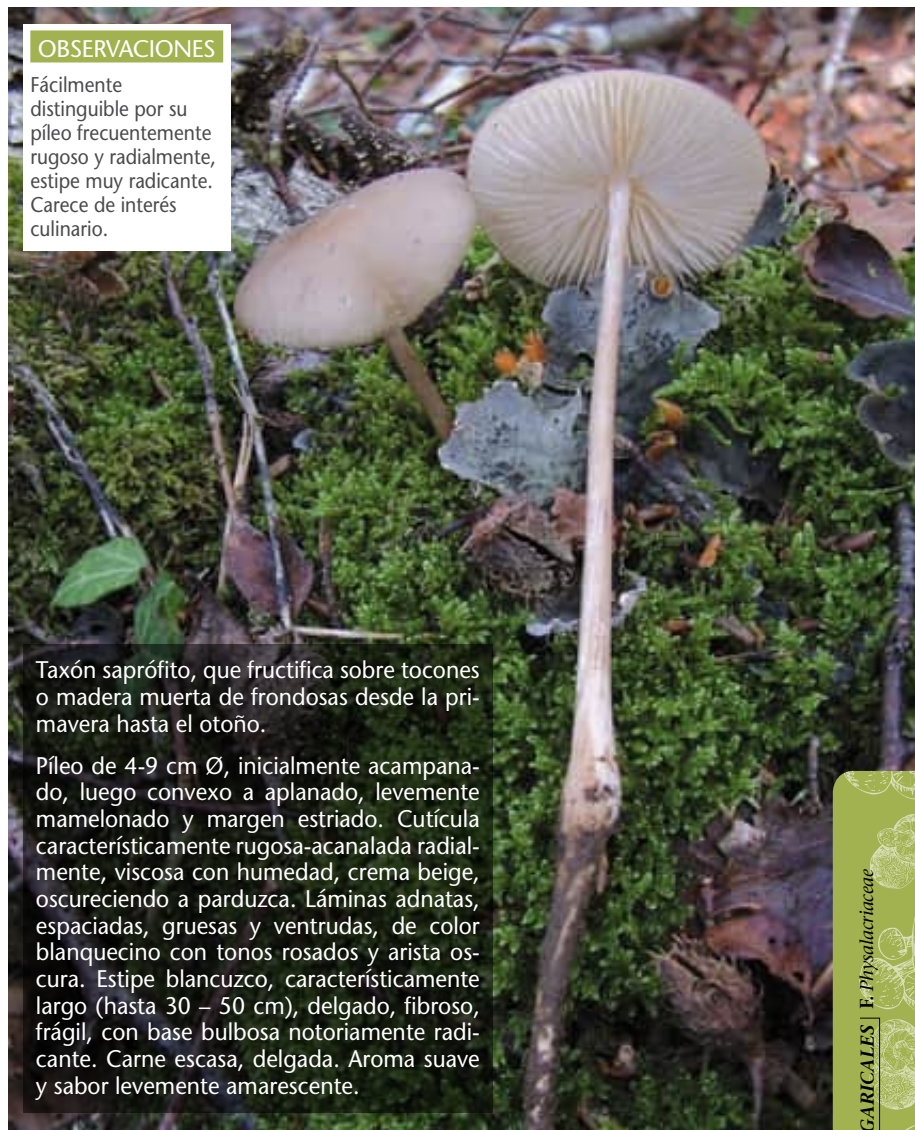 OBSERVACIONES
Fácilmente
distinguible por su
píleo frecuentemente
rugoso y radialmente,
estipe muy radicante.
Carece de interés
culinario.
Taxón saprófito, que fructifica sobre tocones
o madera muerta de frondosas desde la pri-
mavera hasta el otoño.
Píleo de 4-9 cm Ø, inicialmente acampana-
do, luego convexo a aplanado, levemente
mamelonado y margen estriado. Cutícula
característicamente rugosa-acanalada radial-
mente, viscosa con humedad, crema beige,
oscureciendo a parduzca. Láminas adnatas,
espaciadas, gruesas y ventrudas, de color
blanquecino con tonos rosados y arista os-
cura. Estipe blancuzco, característicamente
largo (hasta 30 – 50 cm), delgado, fibroso,
frágil, con base bulbosa notoriamente radi-
cante. Carne escasa, delgada. Aroma suave
y sabor levemente amarescente.
GARICALES | F. Physalacriaceae